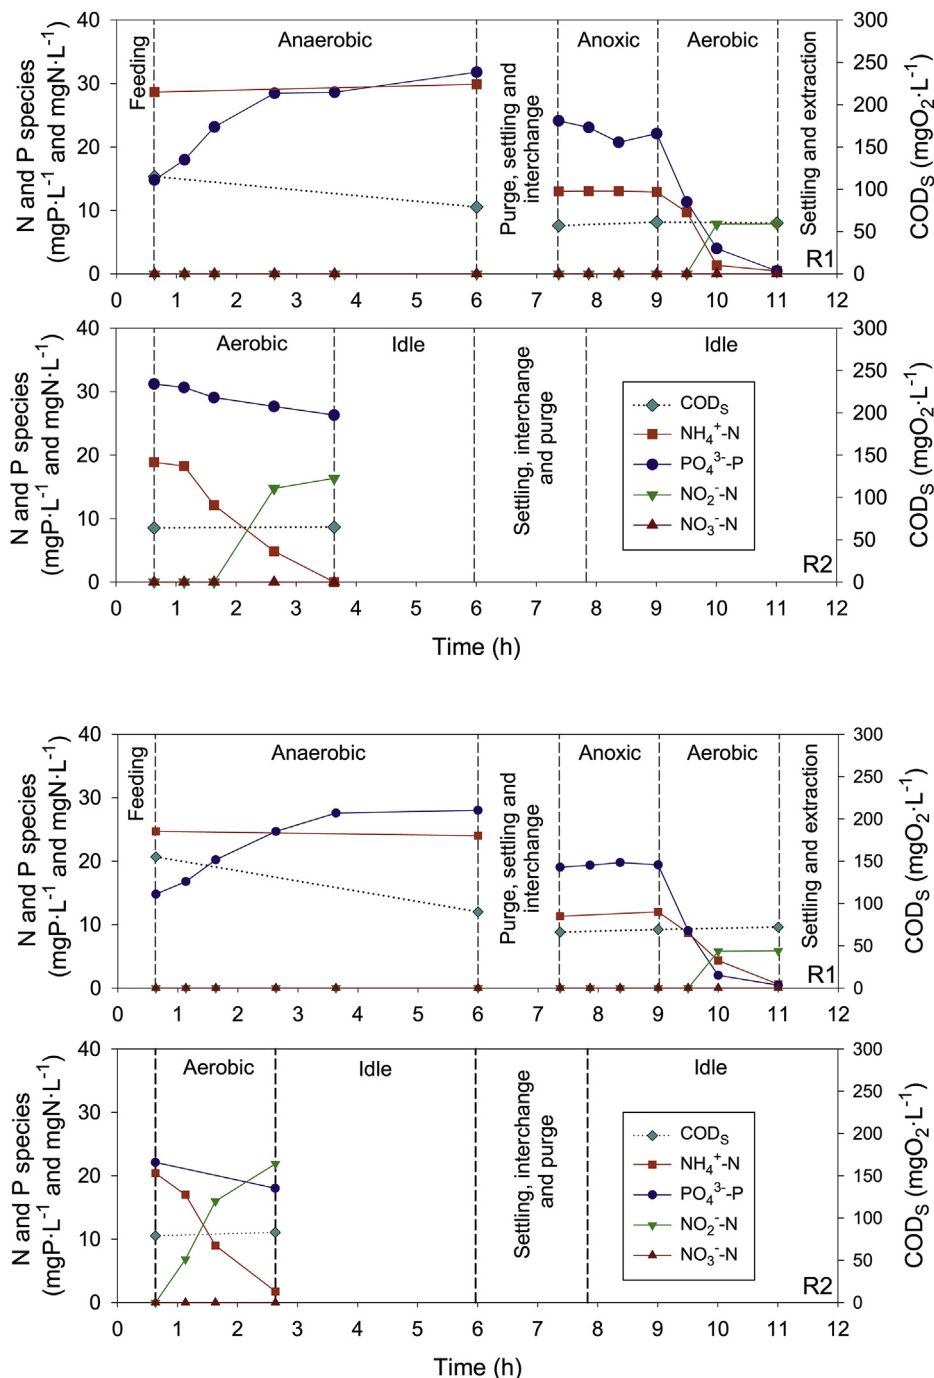 N and P species
(mgP·L⁻¹ and mgN·L⁻¹)
40
30
20
10
0
Feeding
Anaerobic
Purge, settling and
interchange
Anoxic
Aerobic
Settling and extraction
R1
300
250
200
150
100
50
0
COD_S (mgO₂·L⁻¹)
0 1 2 3 4 5 6 7 8 9 10 11 12
N and P species
(mgP·L⁻¹ and mgN·L⁻¹)
40
30
20
10
0
Aerobic
Idle
Settling, interchange
and purge
Idle
COD_S
NH₄⁺-N
PO₄³⁻-P
NO₂⁻-N
NO₃⁻-N
R2
300
250
200
150
100
50
0
COD_S (mgO₂·L⁻¹)
0 1 2 3 4 5 6 7 8 9 10 11 12
Time (h)
N and P species
(mgP·L⁻¹ and mgN·L⁻¹)
40
30
20
10
0
Feeding
Anaerobic
Purge, settling and
interchange
Anoxic
Aerobic
Settling and extraction
R1
300
250
200
150
100
50
0
COD_S (mgO₂·L⁻¹)
0 1 2 3 4 5 6 7 8 9 10 11 12
N and P species
(mgP·L⁻¹ and mgN·L⁻¹)
40
30
20
10
0
Aerobic
Idle
Settling, interchange
and purge
Idle
COD_S
NH₄⁺-N
PO₄³⁻-P
NO₂⁻-N
NO₃⁻-N
R2
300
250
200
150
100
50
0
COD_S (mgO₂·L⁻¹)
0 1 2 3 4 5 6 7 8 9 10 11 12
Time (h)